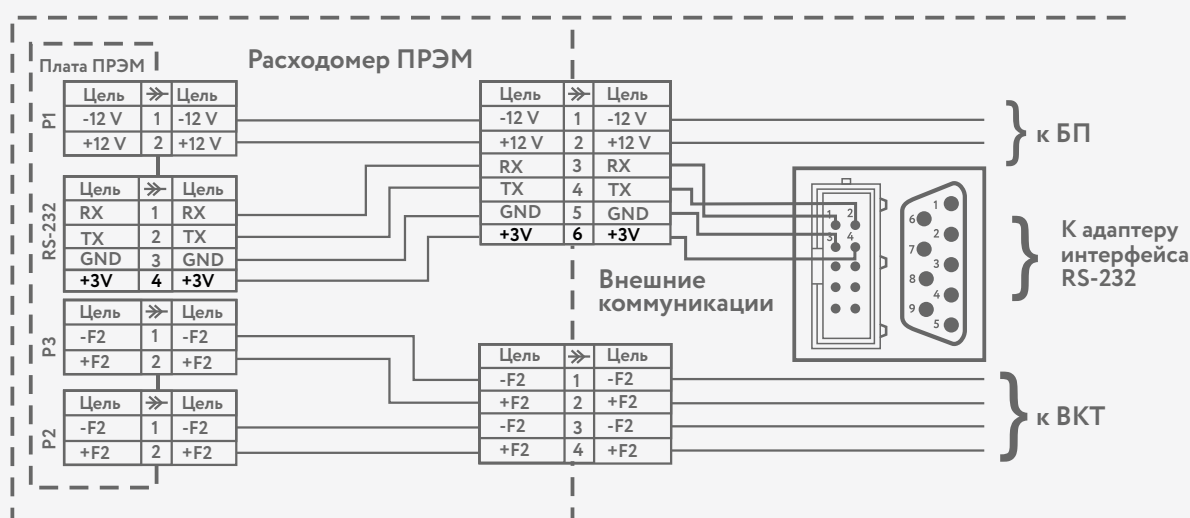 Расходомер ПРЭМ
Плата ПРЭМ
P1
Цель Цель
-12 V 1 -12 V
+12 V 2 +12 V
RS-232
Цель Цель
RX 1 RX
TX 2 TX
GND 3 GND
+3V 4 +3V
P3
Цель Цель
-F2 1 -F2
+F2 2 +F2
P2
Цель Цель
-F2 1 -F2
+F2 2 +F2
Цель Цель
-12 V 1 -12 V
+12 V 2 +12 V
RX 3 RX
TX 4 TX
GND 5 GND
+3V 6 +3V
Внешние
коммуникации
Цель Цель
-F2 1 -F2
+F2 2 +F2
-F2 3 -F2
+F2 4 +F2
1 2
3 4
1
6
2
7
3
8
4
9
5
к БП
К адаптеру
интерфейса
RS-232
к ВКТ